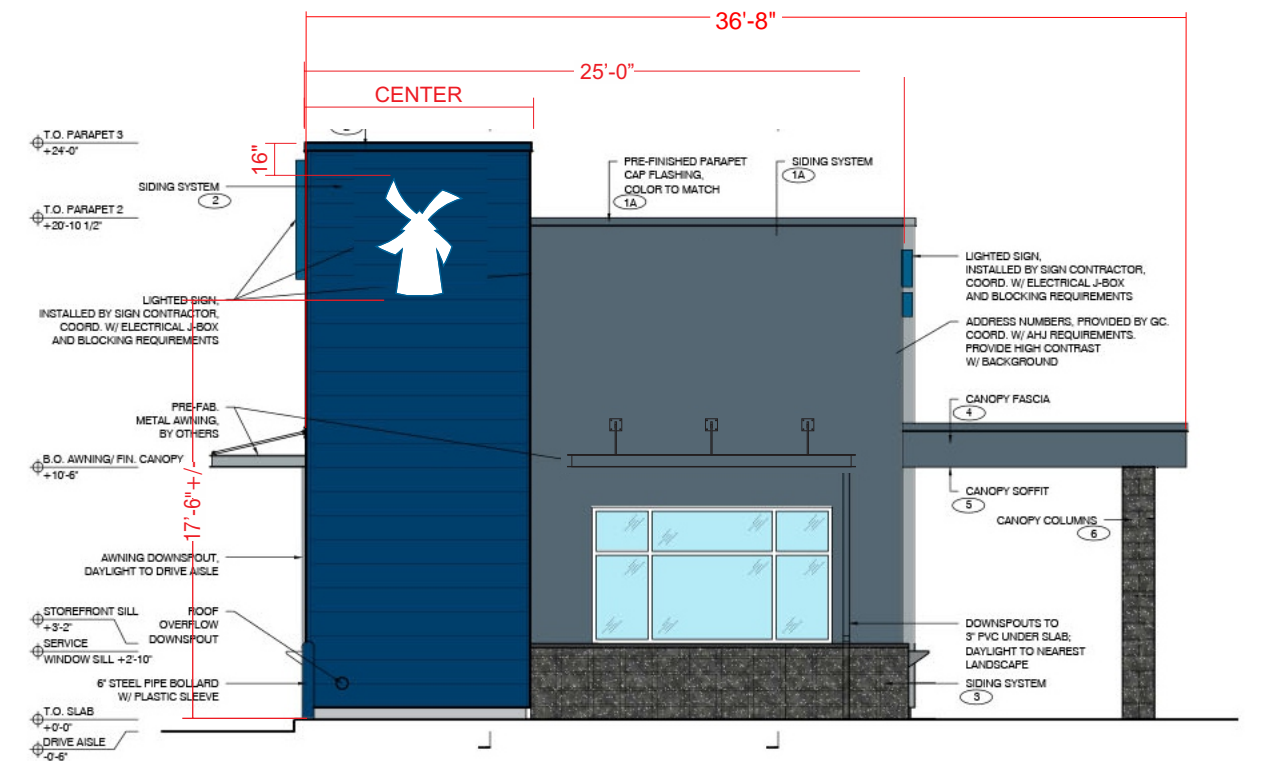 36'-8"
25'-0"
CENTER
T.O. PARAPET 3
+24'-0"
16"
SIDING SYSTEM
2
T.O. PARAPET 2
+20'-10 1/2"
PRE-FINISHED PARAPET
CAP FLASHING,
COLOR TO MATCH
1A
SIDING SYSTEM
1A
LIGHTED SIGN,
INSTALLED BY SIGN CONTRACTOR,
COORD. W/ ELECTRICAL J-BOX
AND BLOCKING REQUIREMENTS
LIGHTED SIGN,
INSTALLED BY SIGN CONTRACTOR,
COORD. W/ ELECTRICAL J-BOX
AND BLOCKING REQUIREMENTS
ADDRESS NUMBERS, PROVIDED BY GC.
COORD. W/ AHJ REQUIREMENTS.
PROVIDE HIGH CONTRAST
W/ BACKGROUND
PRE-FAB.
METAL AWNING,
BY OTHERS
CANOPY FASCIA
4
B.O. AWNING/ FIN. CANOPY
+10'-6"
17'-6"+/-
CANOPY SOFFIT
5
CANOPY COLUMNS
6
AWNING DOWNSPOUT,
DAYLIGHT TO DRIVE AISLE
STOREFRONT SILL
+3'-2"
ROOF
OVERFLOW
DOWNSPOUT
SERVICE
WINDOW SILL +2'-10"
DOWNSPOUTS TO
3" PVC UNDER SLAB;
DAYLIGHT TO NEAREST
LANDSCAPE
6" STEEL PIPE BOLLARD
W/ PLASTIC SLEEVE
SIDING SYSTEM
3
T.O. SLAB
+0'-0"
DRIVE AISLE
-0'-6"